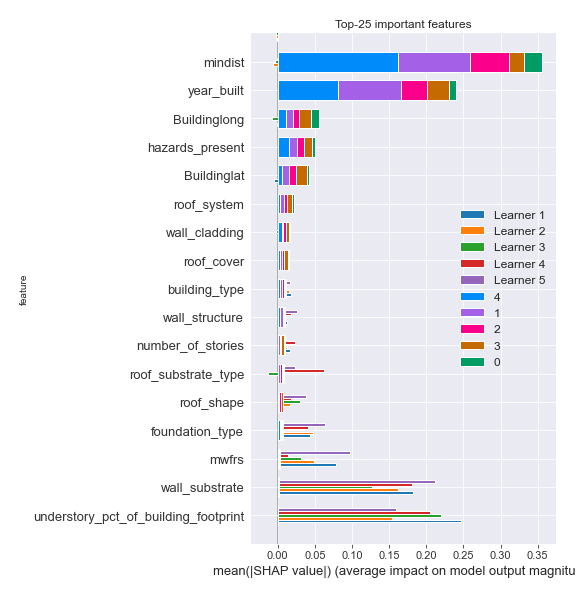 Top-25 important features
mindist
year_built
Buildinglong
hazards_present
Buildinglat
roof_system
wall_cladding
roof_cover
building_type
wall_structure
number_of_stories
roof_substrate_type
roof_shape
foundation_type
mwfrs
wall_substrate
understory_pct_of_building_footprint
feature
Learner 1
Learner 2
Learner 3
Learner 4
Learner 5
4
1
2
3
0
0.00 0.05 0.10 0.15 0.20 0.25 0.30 0.35
mean(|SHAP value|) (average impact on model output magnitu